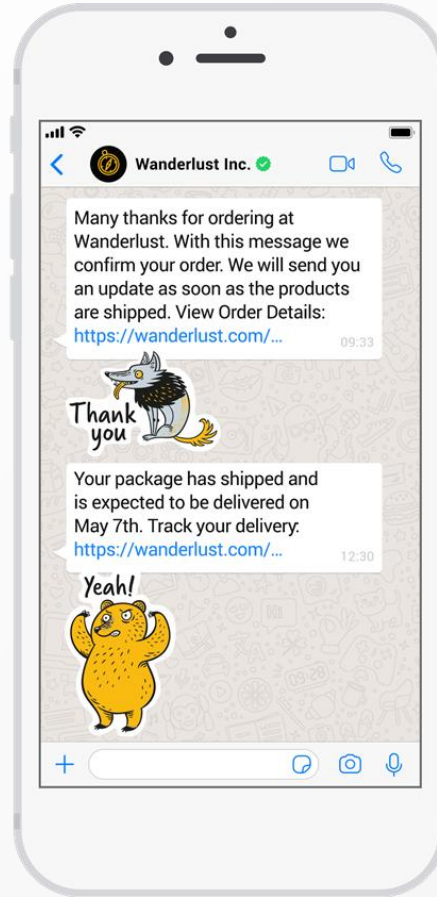 Wanderlust Inc.
Many thanks for ordering at
Wanderlust. With this message we
confirm your order. We will send you
an update as soon as the products
are shipped. View Order Details:
https://wanderlust.com/...
09:33
Thank
you
Your package has shipped and
is expected to be delivered on
May 7th. Track your delivery:
https://wanderlust.com/...
12:30
Yeah!